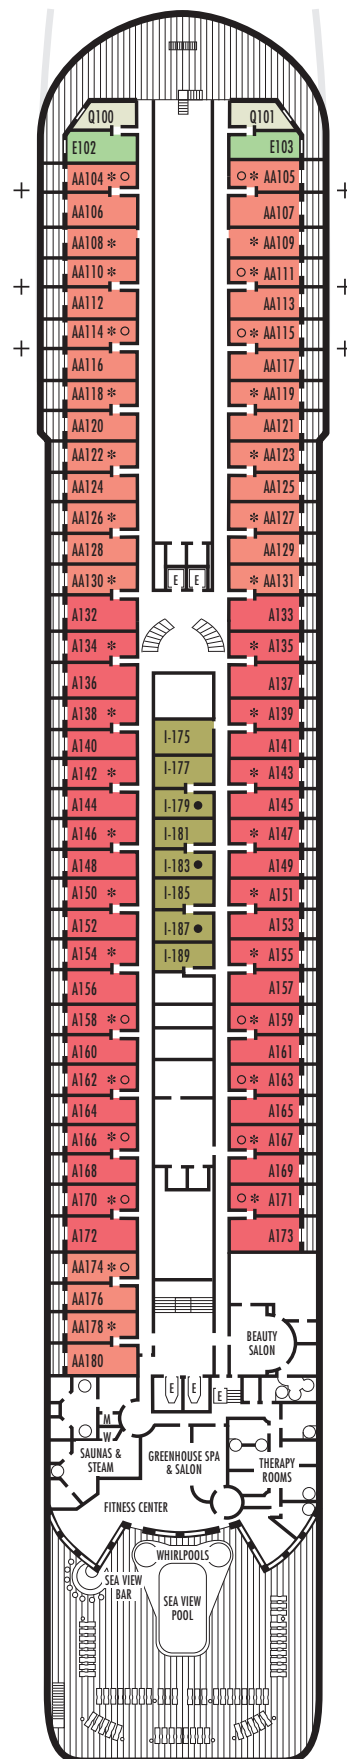 Q100 Q101
E102 E103
AA104 * ○ ○ * AA105
AA106 AA107
AA108 * * AA109
AA110 * ○ * AA111
AA112 AA113
AA114 * ○ ○ * AA115
AA116 AA117
AA118 * * AA119
AA120 AA121
AA122 * * AA123
AA124 AA125
AA126 * * AA127
AA128 AA129
AA130 * E E * AA131
A132 A133
A134 * * A135
A136 A137
A138 * * A139
A140 I-175 A141
A142 * I-177 * A143
A144 I-179 ● A145
A146 * I-181 * A147
A148 I-183 ● A149
A150 * I-185 * A151
A152 I-187 ● A153
A154 * I-189 * A155
A156 A157
A158 * ○ ○ * A159
A160 A161
A162 * ○ ○ * A163
A164 A165
A166 * ○ ○ * A167
A168 A169
A170 * ○ ○ * A171
A172 A173
AA174 * ○
AA176
AA178 *
AA180
BEAUTY
SALON
E E E
M
W
SAUNAS &
STEAM
GREENHOUSE SPA
& SALON
THERAPY
ROOMS
FITNESS CENTER
WHIRLPOOLS
SEA VIEW
BAR
SEA VIEW
POOL